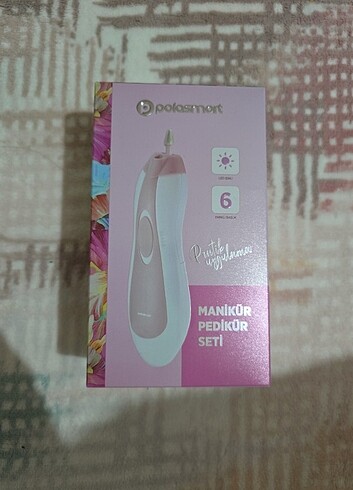 polosmart
6
Pratik
uygulama
MANİKÜR
PEDİKÜR
SETİ